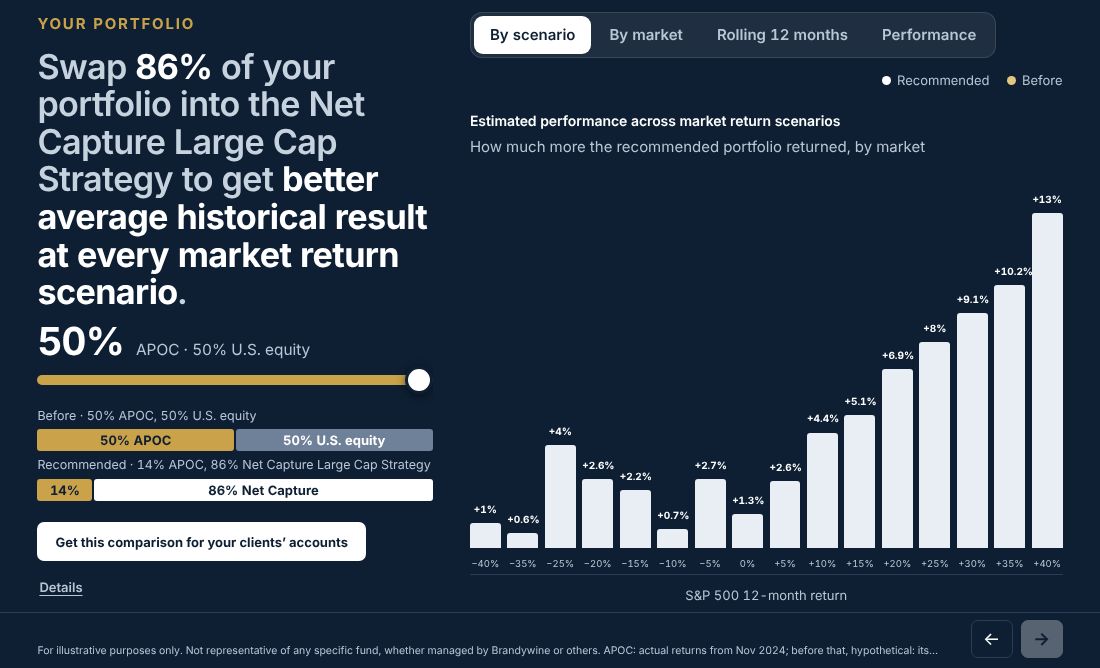 YOUR PORTFOLIO
Swap 86% of your
portfolio into the Net
Capture Large Cap
Strategy to get better
average historical result
at every market return
scenario.
50% APOC · 50% U.S. equity
Before · 50% APOC, 50% U.S. equity
50% APOC 50% U.S. equity
Recommended · 14% APOC, 86% Net Capture Large Cap Strategy
14% 86% Net Capture
Get this comparison for your clients’ accounts
Details
By scenario By market Rolling 12 months Performance
Recommended Before
Estimated performance across market return scenarios
How much more the recommended portfolio returned, by market
+1% +0.6% +4% +2.6% +2.2% +0.7% +2.7% +1.3% +2.6% +4.4% +5.1% +6.9% +8% +9.1% +10.2% +13%
−40% −35% −25% −20% −15% −10% −5% 0% +5% +10% +15% +20% +25% +30% +35% +40%
S&P 500 12-month return
For illustrative purposes only. Not representative of any specific fund, whether managed by Brandywine or others. APOC: actual returns from Nov 2024; before that, hypothetical: its...